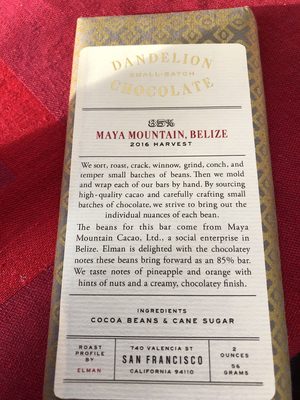 DANDELION
SMALL-BATCH
CHOCOLATE
85%
MAYA MOUNTAIN, BELIZE
2016 HARVEST
We sort, roast, crack, winnow, grind, conch, and
temper small batches of beans. Then we mold
and wrap each of our bars by hand. By sourcing
high-quality cacao and carefully crafting small
batches of chocolate, we strive to bring out the
individual nuances of each bean.
The beans for this bar come from Maya
Mountain Cacao, Ltd., a social enterprise in
Belize. Elman is delighted with the chocolatey
notes these beans bring forward as an 85% bar.
We taste notes of pineapple and orange with
hints of nuts and a creamy, chocolatey finish.
INGREDIENTS
COCOA BEANS & CANE SUGAR
ROAST
PROFILE
BY
ELMAN
740 VALENCIA ST
SAN FRANCISCO
CALIFORNIA 94110
2
OUNCES
56
GRAMS